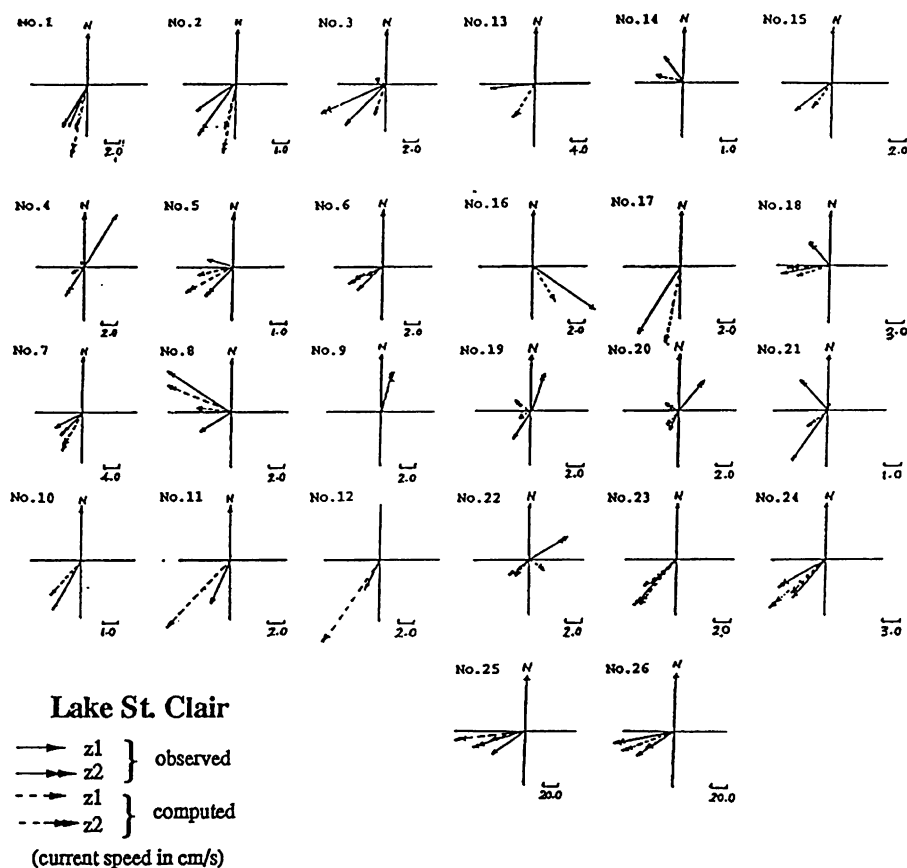 No.1 No.2 No.3 No.13 No.14 No.15
N N N N N N
2.0 1.0 2.0 4.0 1.0 2.0
No.4 No.5 No.6 No.16 No.17 No.18
N N N N N N
2.0 1.0 2.0 2.0 2.0 3.0
No.7 No.8 No.9 No.19 No.20 No.21
N N N N N N
4.0 2.0 2.0 2.0 2.0 1.0
No.10 No.11 No.12 No.22 No.23 No.24
N N N N N N
1.0 2.0 2.0 2.0 3.0
No.25 No.26
N N
20.0 20.0
Lake St. Clair
z1
z2 } observed
z1
z2 } computed
(current speed in cm/s)